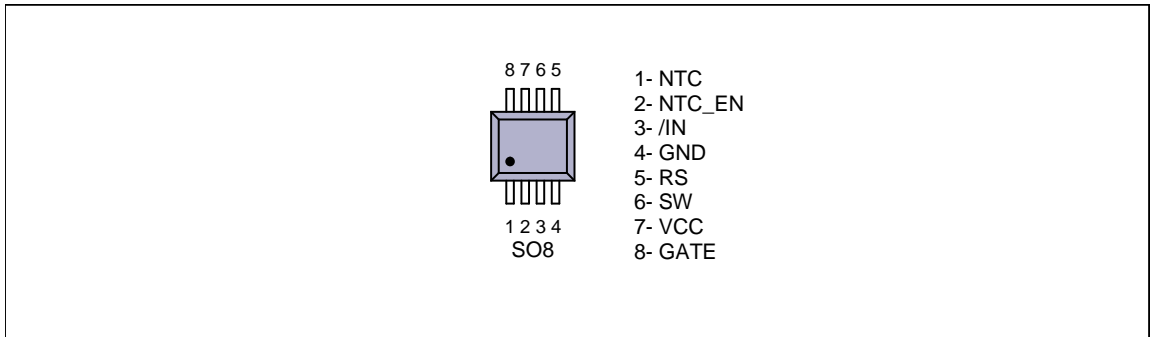 8 7 6 5
1 2 3 4
SO8
1- NTC
2- NTC_EN
3- /IN
4- GND
5- RS
6- SW
7- VCC
8- GATE